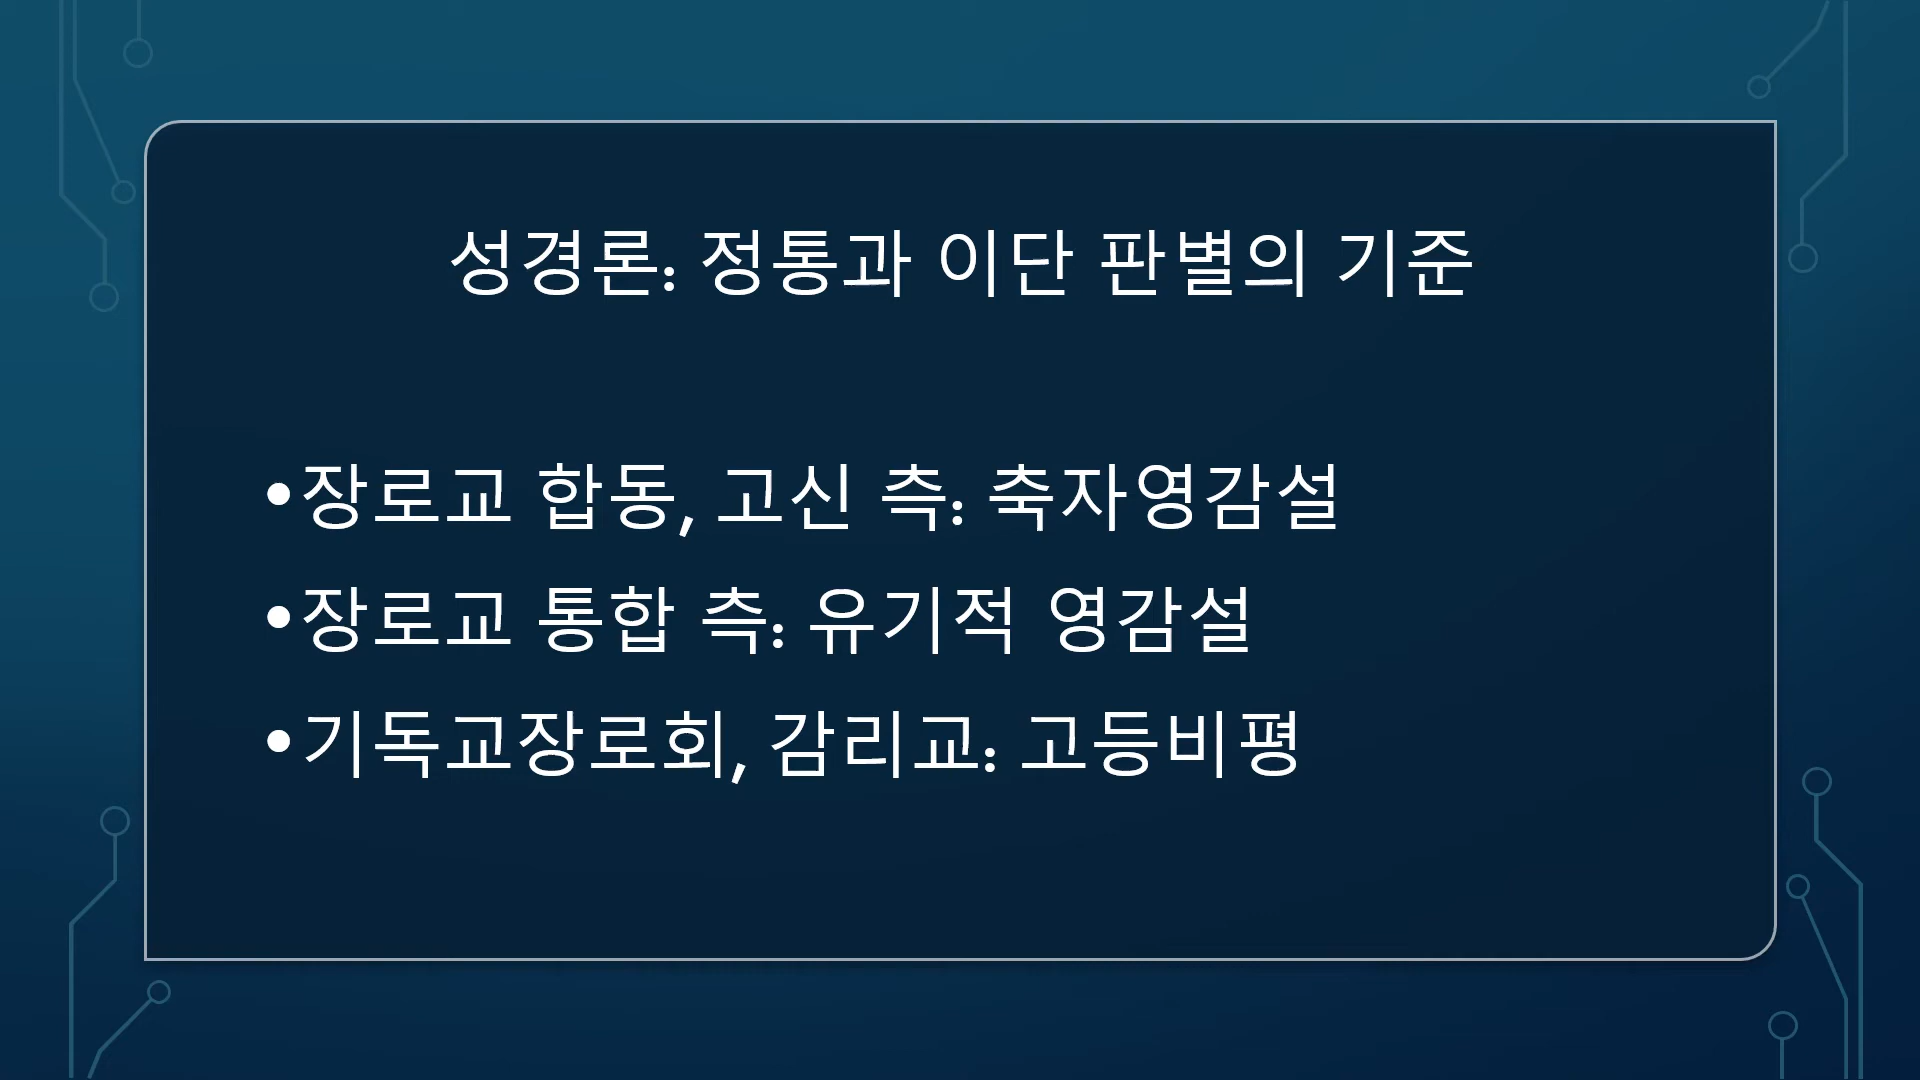 성경론: 정통과 이단 판별의 기준
•장로교 합동, 고신 측: 축자영감설
•장로교 통합 측: 유기적 영감설
•기독교장로회, 감리교: 고등비평